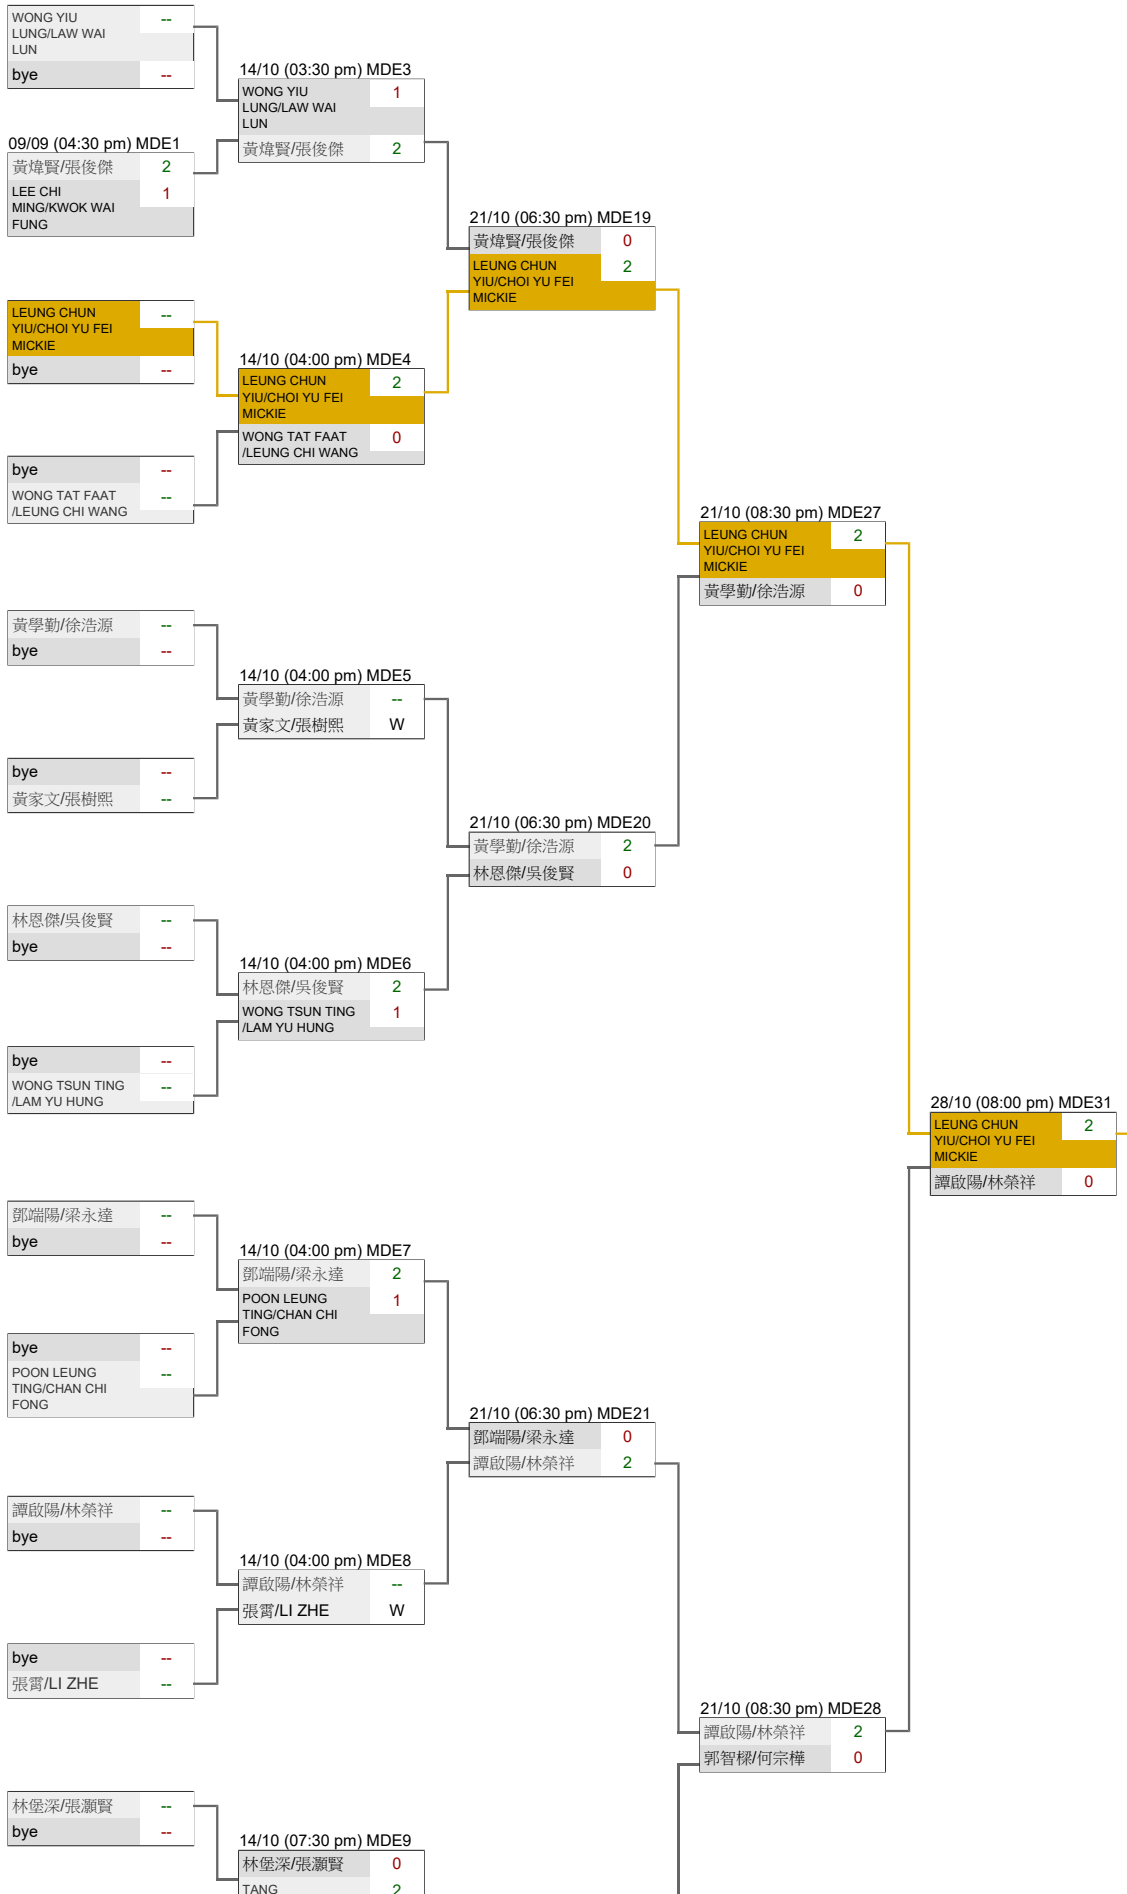 WONG YIU
LUNG/LAW WAI
LUN
--
bye
--
09/09 (04:30 pm) MDE1
黃煒賢/張俊傑
2
LEE CHI
MING/KWOK WAI
FUNG
1
LEUNG CHUN
YIU/CHOI YU FEI
MICKIE
--
bye
--
bye
--
WONG TAT FAAT
/LEUNG CHI WANG
--
黃學勤/徐浩源
--
bye
--
bye
--
黃家文/張樹熙
--
林恩傑/吳俊賢
--
bye
--
bye
--
WONG TSUN TING
/LAM YU HUNG
--
鄧端陽/梁永達
--
bye
--
bye
--
POON LEUNG
TING/CHAN CHI
FONG
--
譚啟陽/林榮祥
--
bye
--
bye
--
張霄/LI ZHE
--
林堡深/張灝賢
--
bye
--
14/10 (03:30 pm) MDE3
WONG YIU
LUNG/LAW WAI
LUN
1
黃煒賢/張俊傑
2
14/10 (04:00 pm) MDE4
LEUNG CHUN
YIU/CHOI YU FEI
MICKIE
2
WONG TAT FAAT
/LEUNG CHI WANG
0
14/10 (04:00 pm) MDE5
黃學勤/徐浩源
--
黃家文/張樹熙
W
14/10 (04:00 pm) MDE6
林恩傑/吳俊賢
2
WONG TSUN TING
/LAM YU HUNG
1
14/10 (04:00 pm) MDE7
鄧端陽/梁永達
2
POON LEUNG
TING/CHAN CHI
FONG
1
14/10 (04:00 pm) MDE8
譚啟陽/林榮祥
--
張霄/LI ZHE
W
14/10 (07:30 pm) MDE9
林堡深/張灝賢
0
TANG
2
21/10 (06:30 pm) MDE19
黃煒賢/張俊傑
0
LEUNG CHUN
YIU/CHOI YU FEI
MICKIE
2
21/10 (06:30 pm) MDE20
黃學勤/徐浩源
2
林恩傑/吳俊賢
0
21/10 (06:30 pm) MDE21
鄧端陽/梁永達
0
譚啟陽/林榮祥
2
21/10 (08:30 pm) MDE27
LEUNG CHUN
YIU/CHOI YU FEI
MICKIE
2
黃學勤/徐浩源
0
21/10 (08:30 pm) MDE28
譚啟陽/林榮祥
2
郭智樑/何宗樺
0
28/10 (08:00 pm) MDE31
LEUNG CHUN
YIU/CHOI YU FEI
MICKIE
2
譚啟陽/林榮祥
0